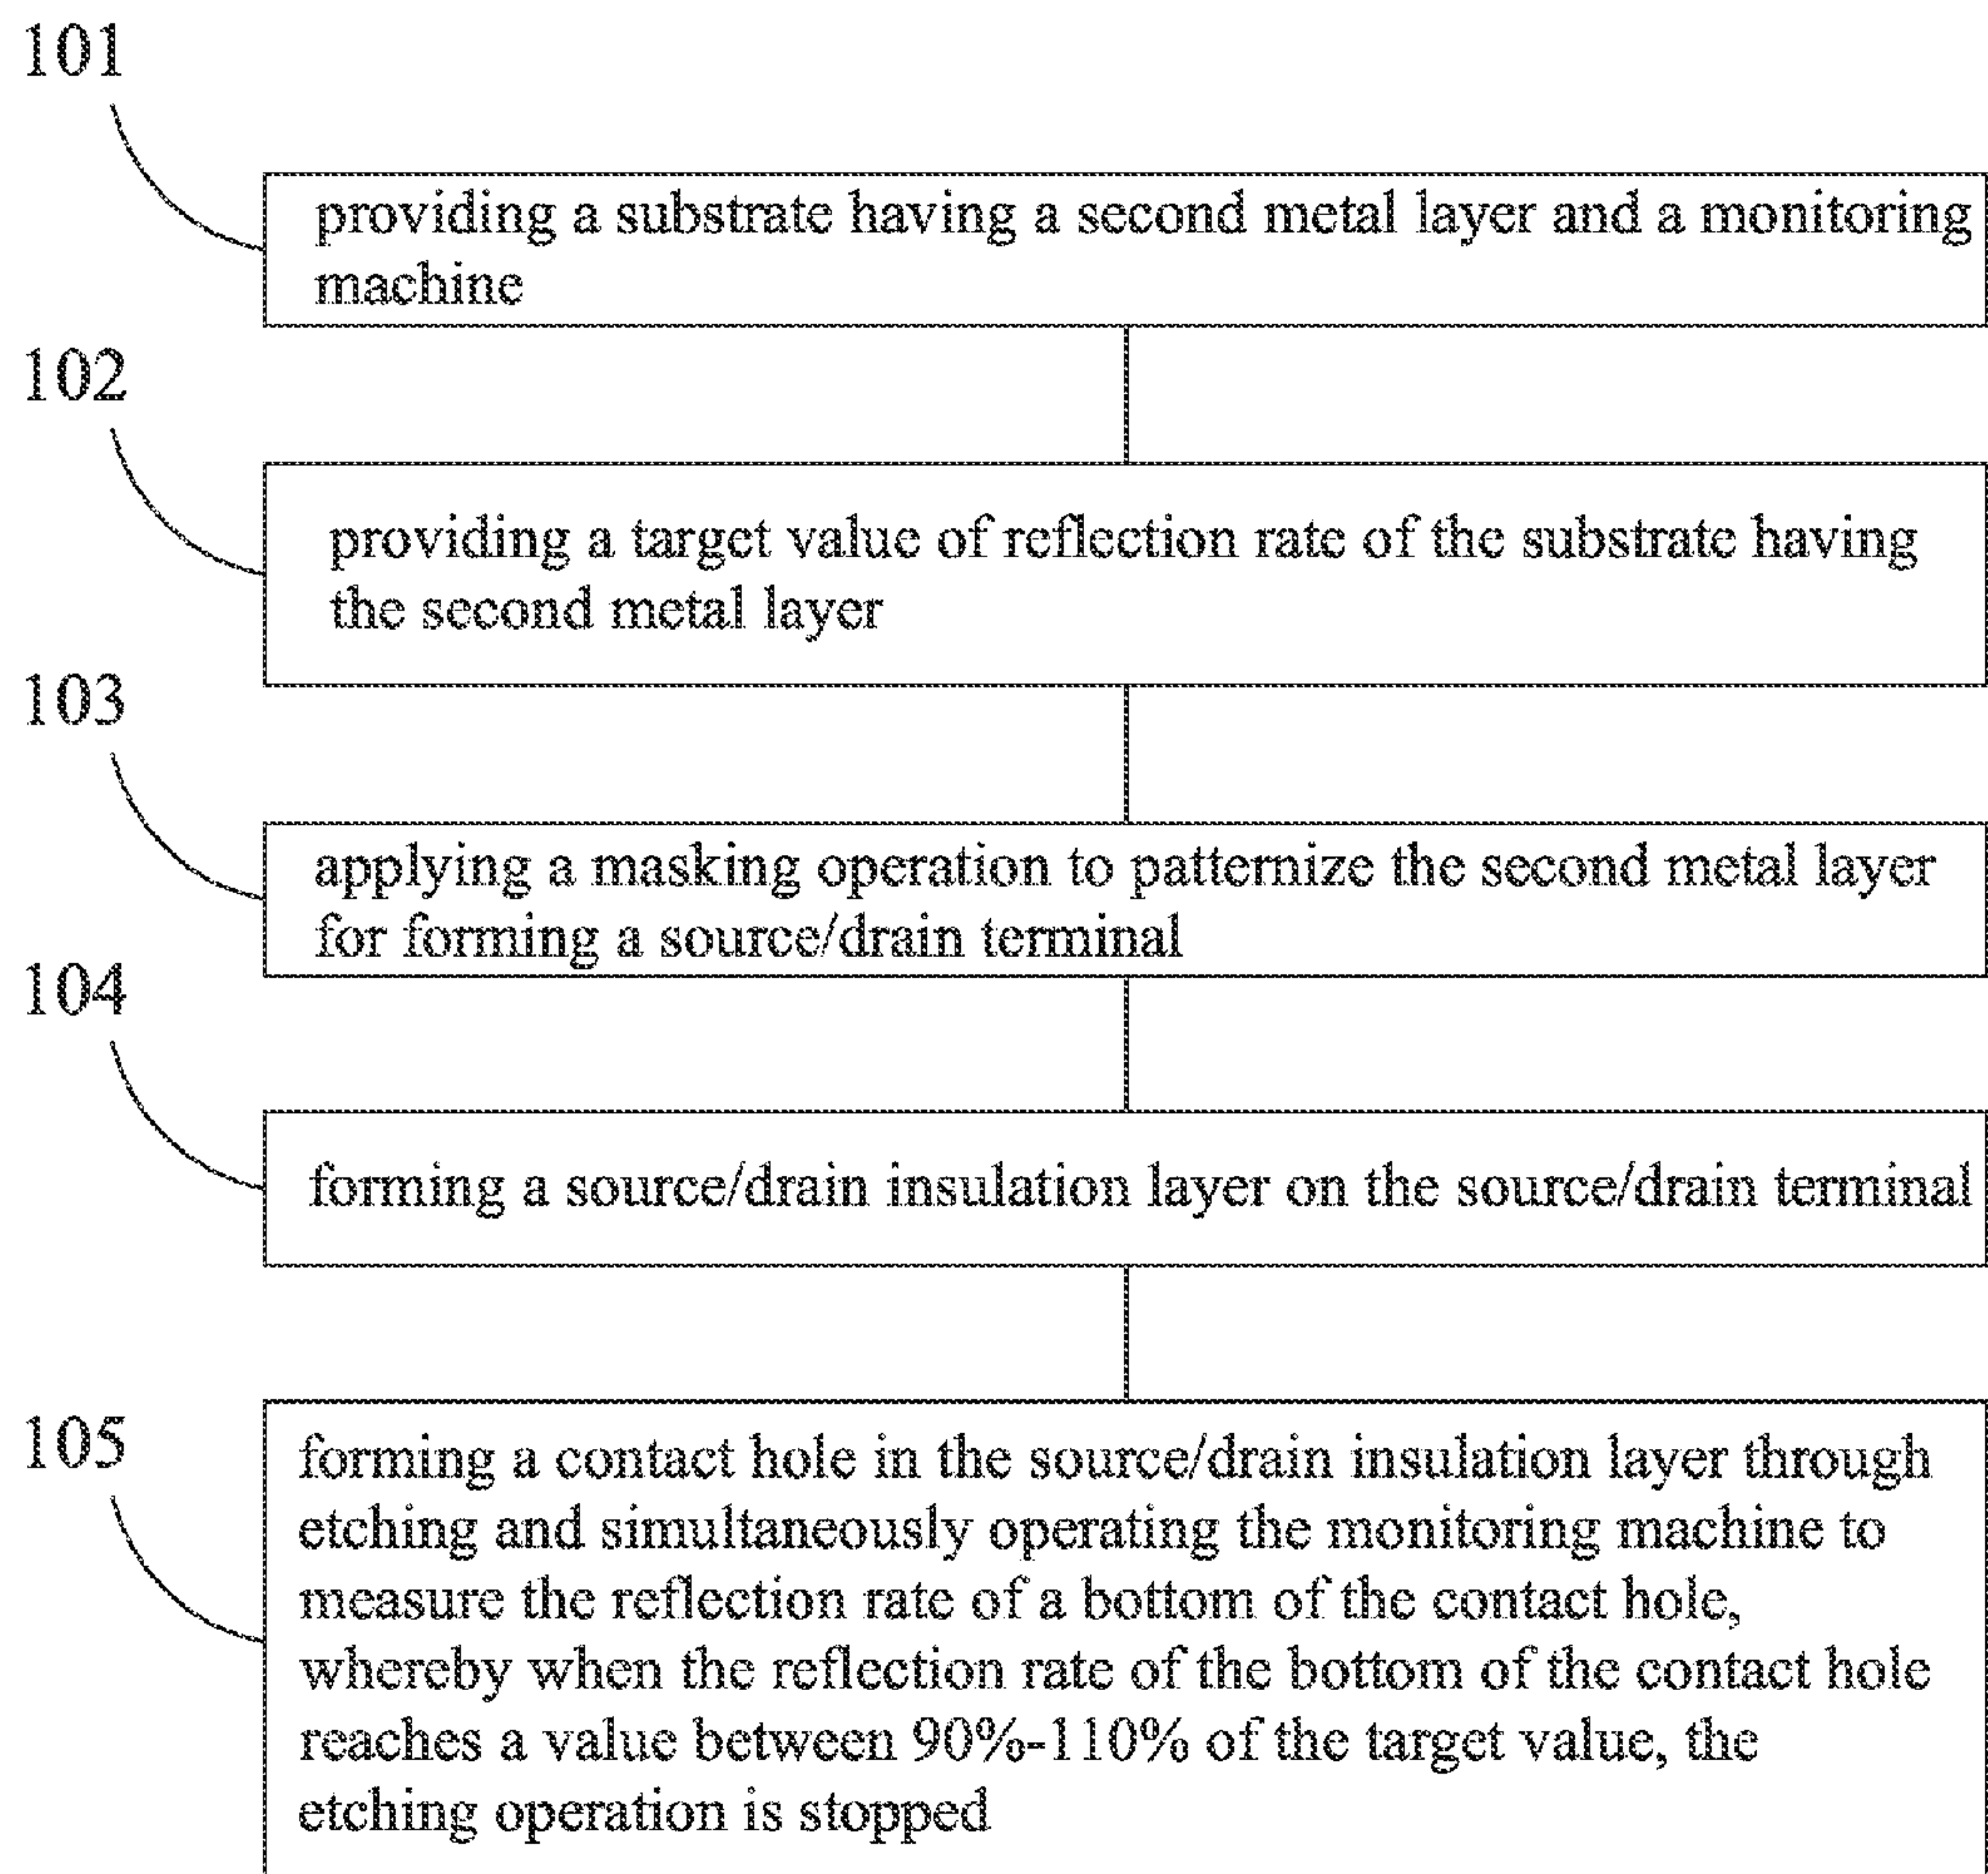 101
providing a substrate having a second metal layer and a monitoring
machine
102
providing a target value of reflection rate of the substrate having
the second metal layer
103
applying a masking operation to patternize the second metal layer
for forming a source/drain terminal
104
forming a source/drain insulation layer on the source/drain terminal
105
forming a contact hole in the source/drain insulation layer through
etching and simultaneously operating the monitoring machine to
measure the reflection rate of a bottom of the contact hole,
whereby when the reflection rate of the bottom of the contact hole
reaches a value between 90%-110% of the target value, the
etching operation is stopped